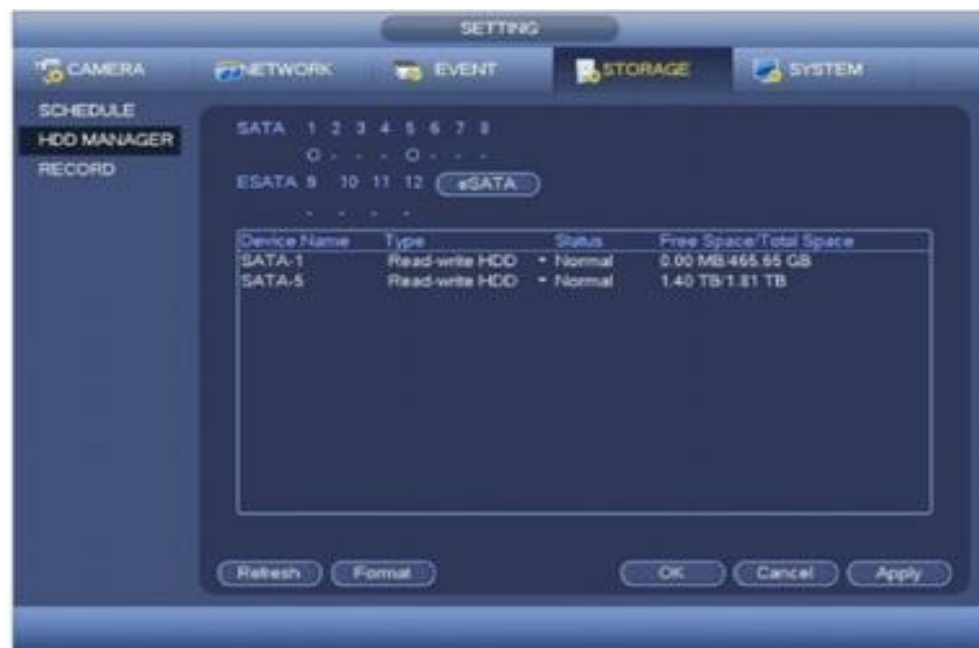 SETTING
CAMERA NETWORK EVENT STORAGE SYSTEM
SCHEDULE
HDD MANAGER
RECORD
SATA 1 2 3 4 5 6 7 8
O - - - O - - -
ESATA 9 10 11 12 eSATA
- - - -
Device Name Type Status Free Space/Total Space
SATA-1 Read-write HDD Normal 0.00 MB/465.65 GB
SATA-5 Read-write HDD Normal 1.40 TB/1.81 TB
Refresh Format OK Cancel Apply